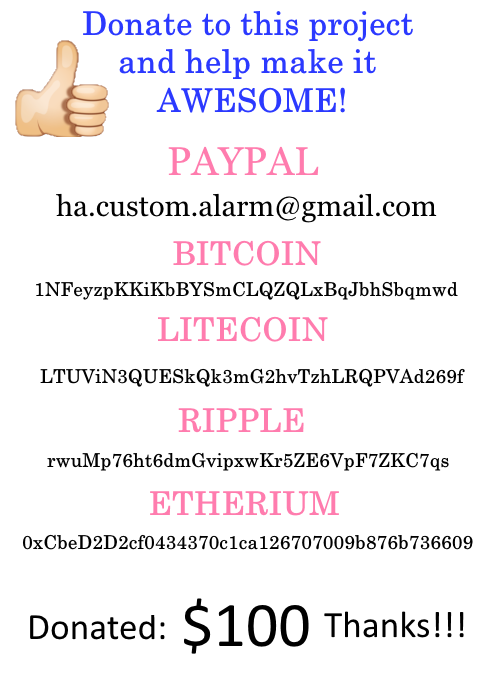 Donate to this project
and help make it
AWESOME!
PAYPAL
ha.custom.alarm@gmail.com
BITCOIN
1NFeyzpKKiKbBYSmCLQZQLxBqJbhSbqmwd
LITECOIN
LTUViN3QUESkQk3mG2hvTzhLRQPVAd269f
RIPPLE
rwuMp76ht6dmGvipxwKr5ZE6VpF7ZKC7qs
ETHERIUM
0xCbeD2D2cf0434370c1ca126707009b876b736609
Donated: $100 Thanks!!!